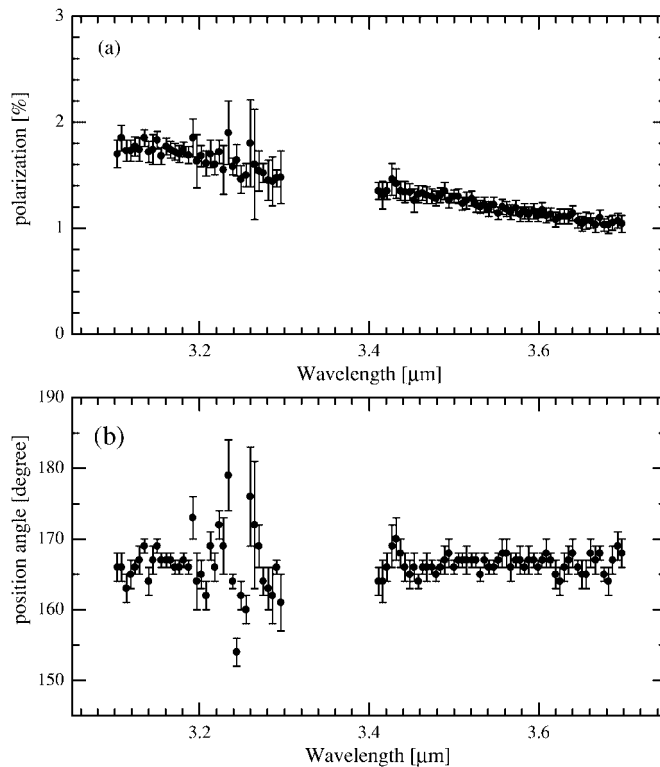 3
(a)
2
polarization [%]
1
0
3.2
3.4
3.6
Wavelength [μm]
190
(b)
180
position angle [degree]
170
160
150
3.2
3.4
3.6
Wavelength [μm]